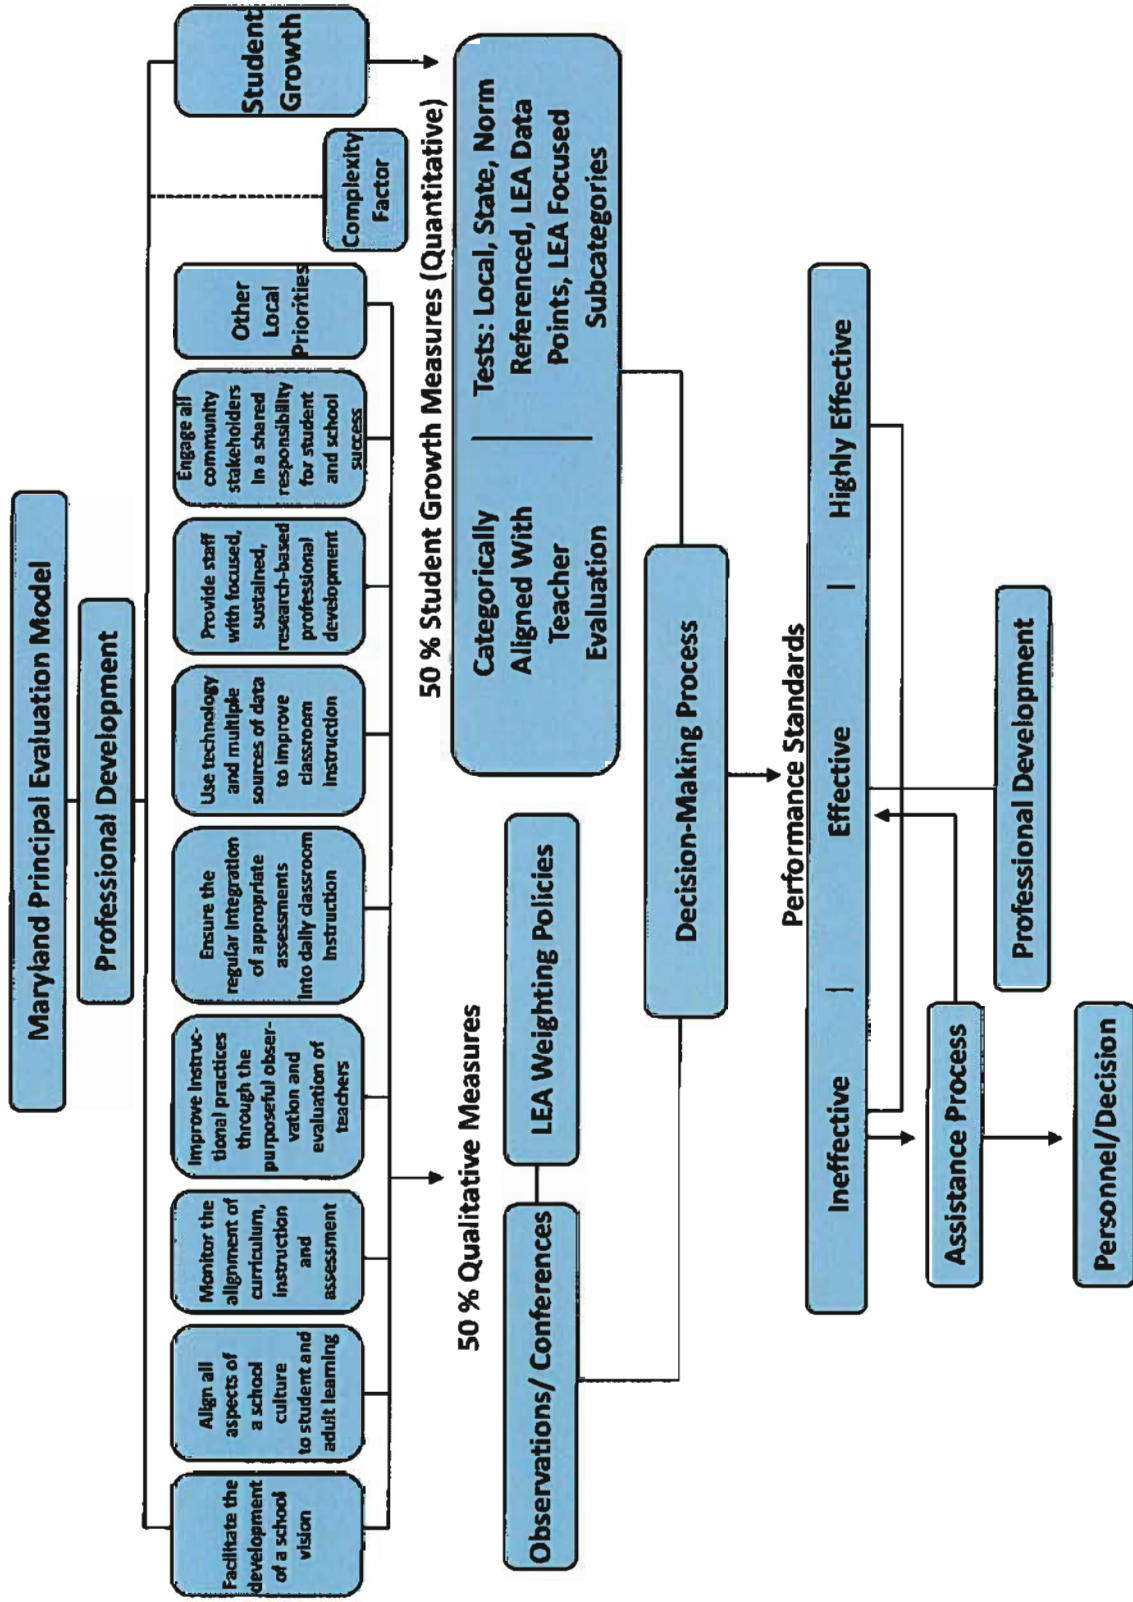 Maryland Principal Evaluation Model
Professional Development
Facilitate the
development
of a school
vision
Align all
aspects of
a school
culture
to student and
adult learning
Monitor the
alignment of
curriculum,
instruction
and
assessment
Improve Instruc-
tional practices
through the
purposeful obser-
vation and
evaluation of
teachers
Ensure the
regular Integration
of appropriate
assessments
Into daily classroom
Instruction
Use technology
and multiple
sources of data
to improve
classroom
instruction
Provide staff
with focused,
sustained,
research-based
professional
development
Engage all
community
stakeholders
In a shared
responsibility
for student
and school
success
Other
Local
Priorities
Complexity
Factor
Student
Growth
50 % Qualitative Measures
Observations/ Conferences
LEA Weighting Policies
50 % Student Growth Measures (Quantitative)
Categorically
Aligned With
Teacher
Evaluation
Tests: Local, State, Norm
Referenced, LEA Data
Points, LEA Focused
Subcategories
Decision-Making Process
Performance Standards
Ineffective | Effective | Highly Effective
Assistance Process
Professional Development
Personnel/Decision